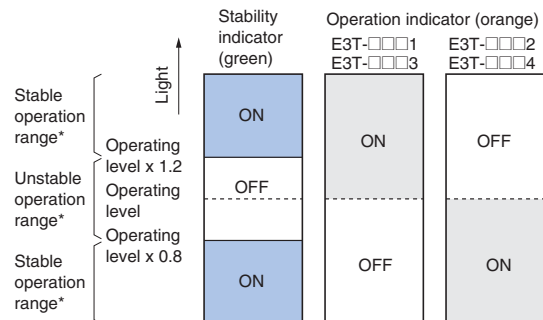 Stability
indicator
(green)
Operation indicator (orange)
E3T-□□□1
E3T-□□□3
E3T-□□□2
E3T-□□□4
Light
Stable
operation
range*
Operating
level x 1.2
Unstable
operation
range*
Operating
level
Operating
level x 0.8
Stable
operation
range*
ON
OFF
ON
ON
OFF
OFF
ON